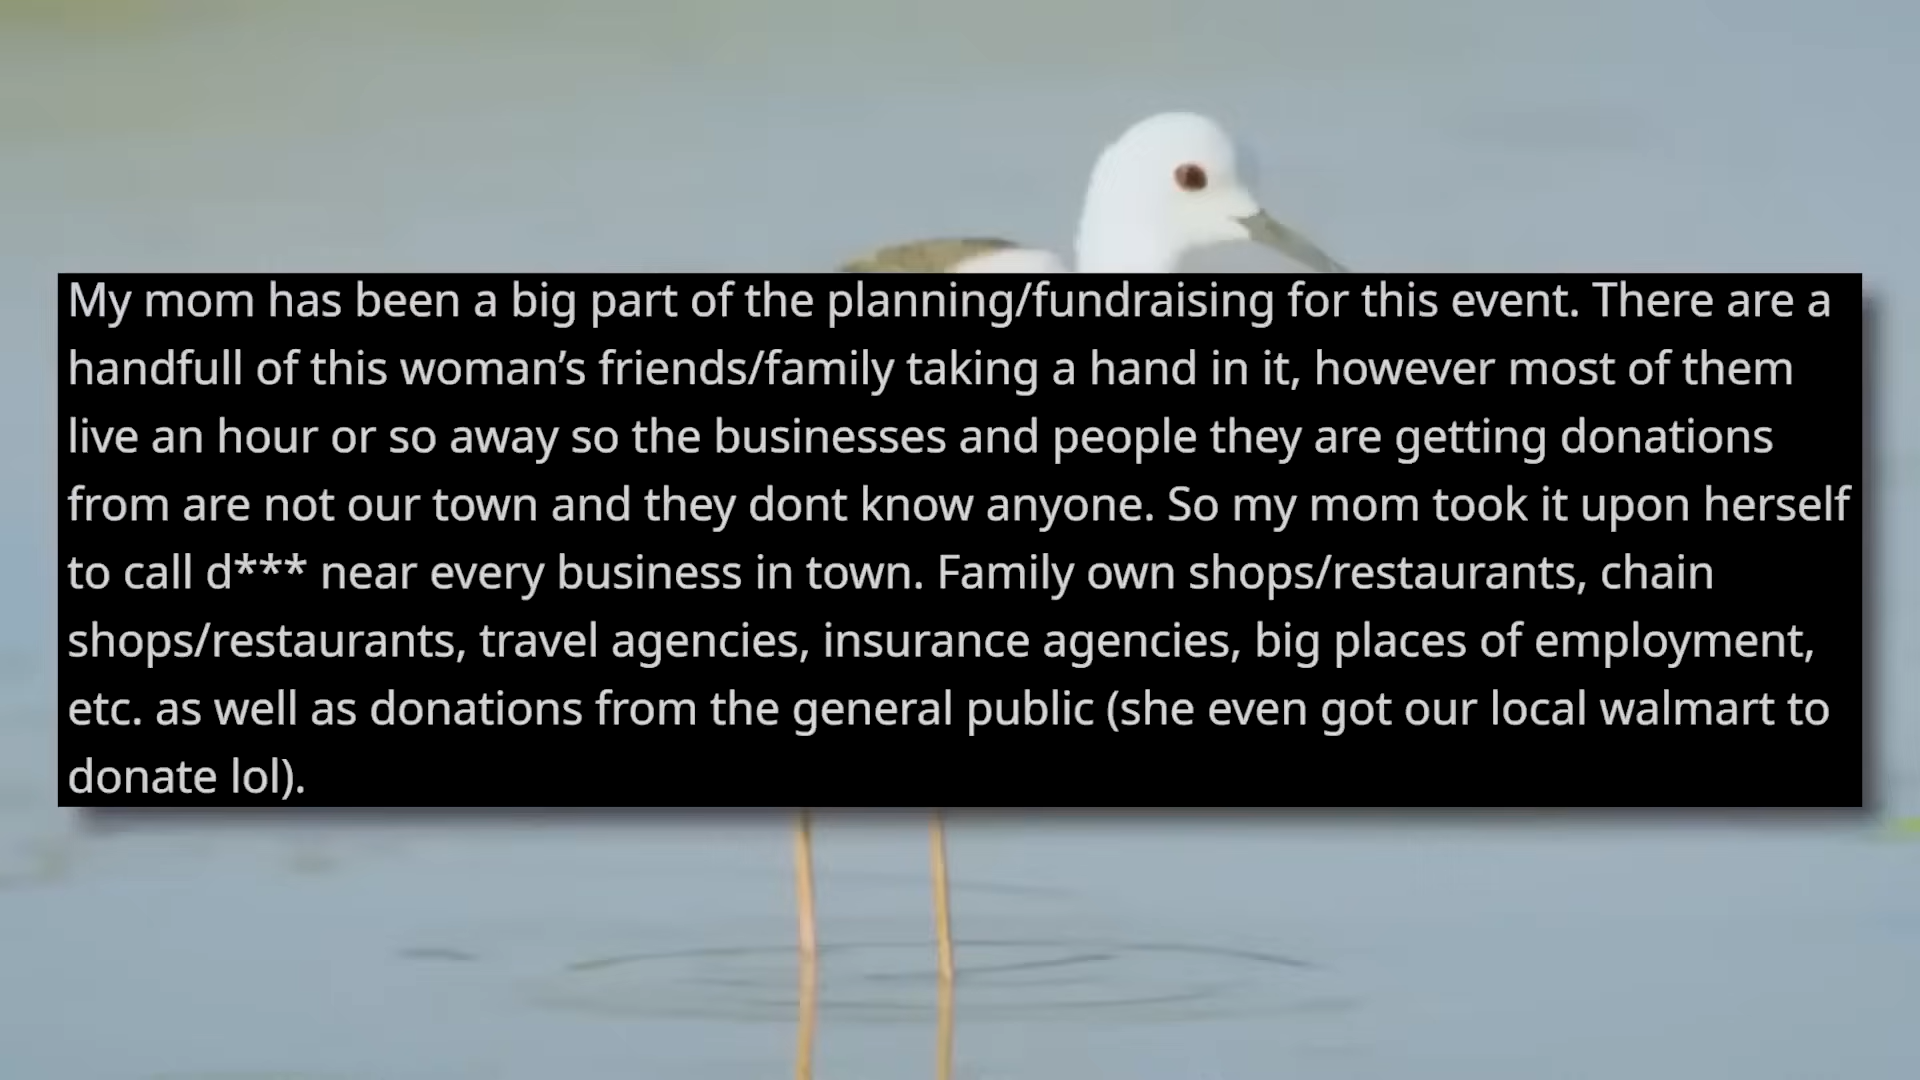 My mom has been a big part of the planning/fundraising for this event. There are a
handfull of this woman’s friends/family taking a hand in it, however most of them
live an hour or so away so the businesses and people they are getting donations
from are not our town and they dont know anyone. So my mom took it upon herself
to call d*** near every business in town. Family own shops/restaurants, chain
shops/restaurants, travel agencies, insurance agencies, big places of employment,
etc. as well as donations from the general public (she even got our local walmart to
donate lol).